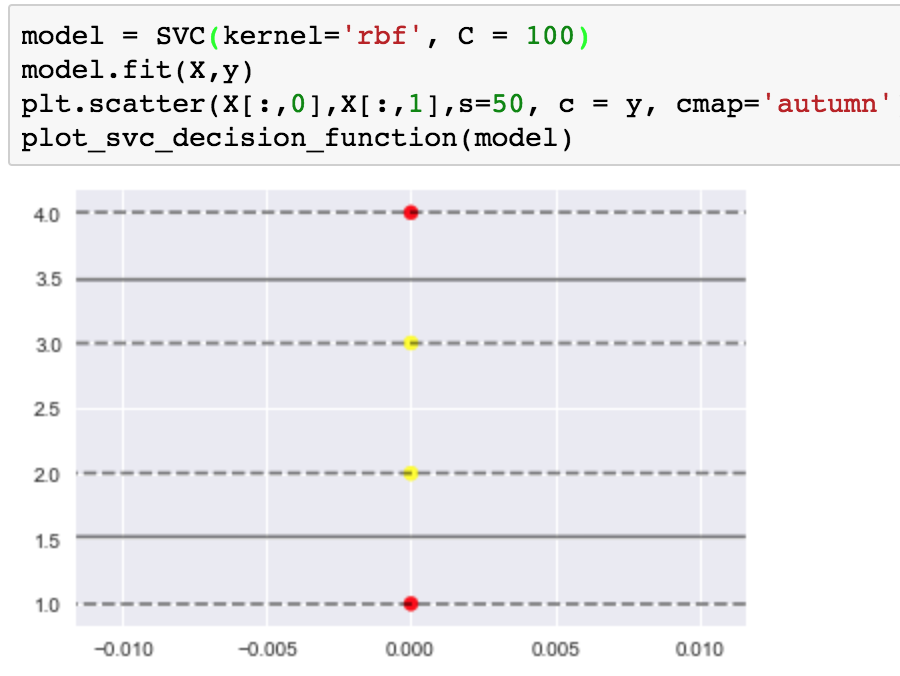 model = SVC(kernel='rbf', C = 100)
model.fit(X,y)
plt.scatter(X[:,0],X[:,1],s=50, c = y, cmap='autumn'
plot_svc_decision_function(model)
4.0
3.5
3.0
2.5
2.0
1.5
1.0
−0.010 −0.005 0.000 0.005 0.010